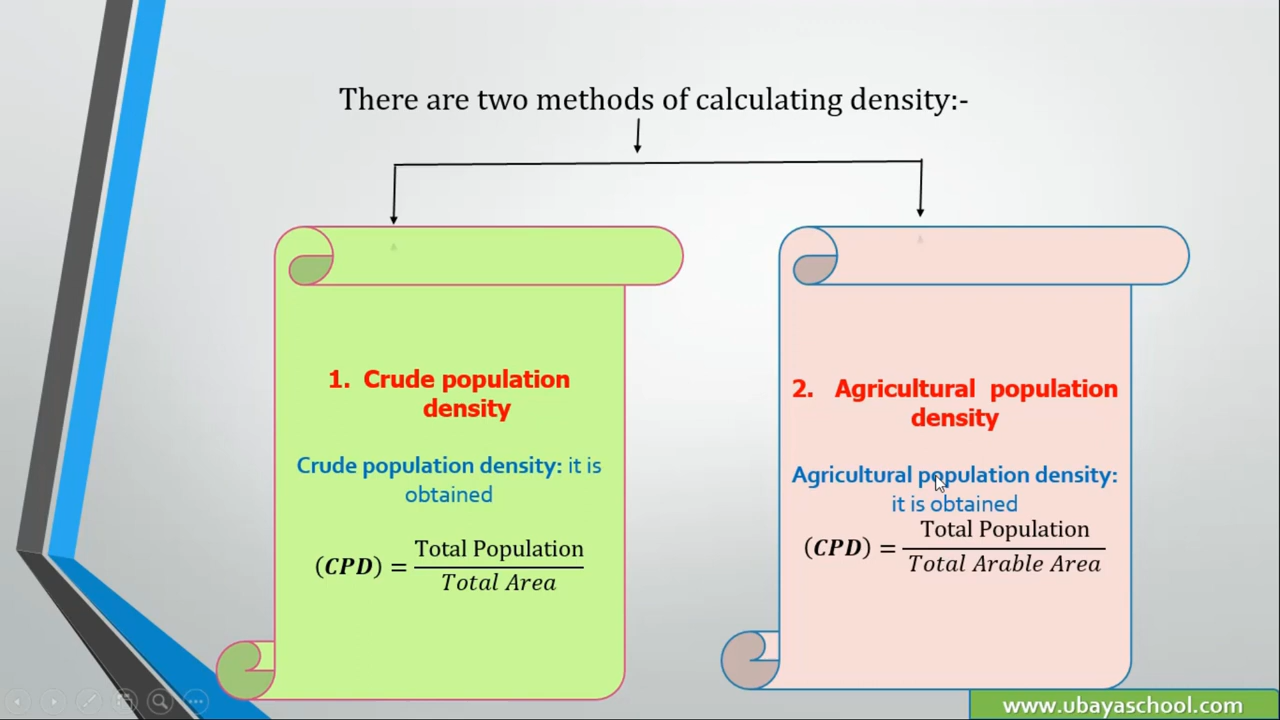 There are two methods of calculating density:-
1. Crude population
density
Crude population density: it is
obtained
(CPD) = Total Population
Total Area
2. Agricultural population
density
Agricultural population density:
it is obtained
(CPD) = Total Population
Total Arable Area
www.ubayaschool.com